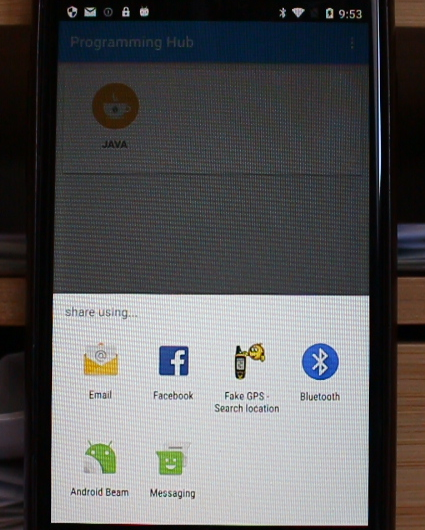 9:53
Programming Hub
JAVA
share using...
Email
Facebook
Fake GPS -
Search location
Bluetooth
Android Beam
Messaging